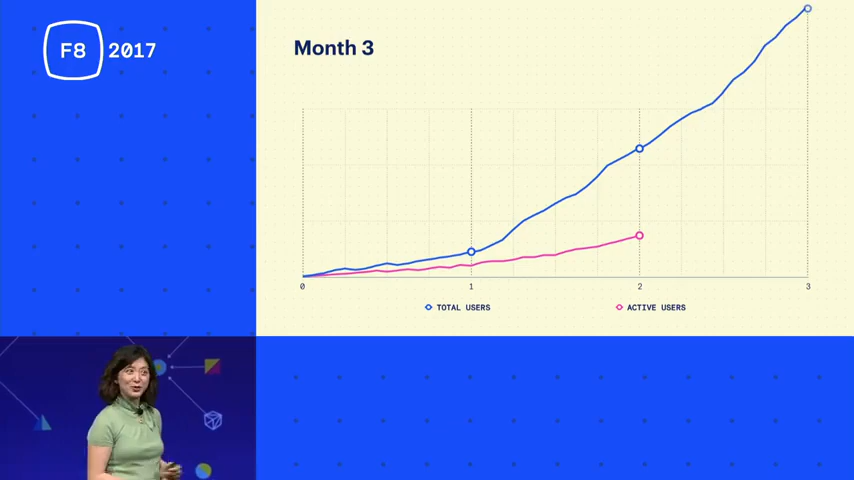 F8 2017
Month 3
0 1 2 3
TOTAL USERS ACTIVE USERS